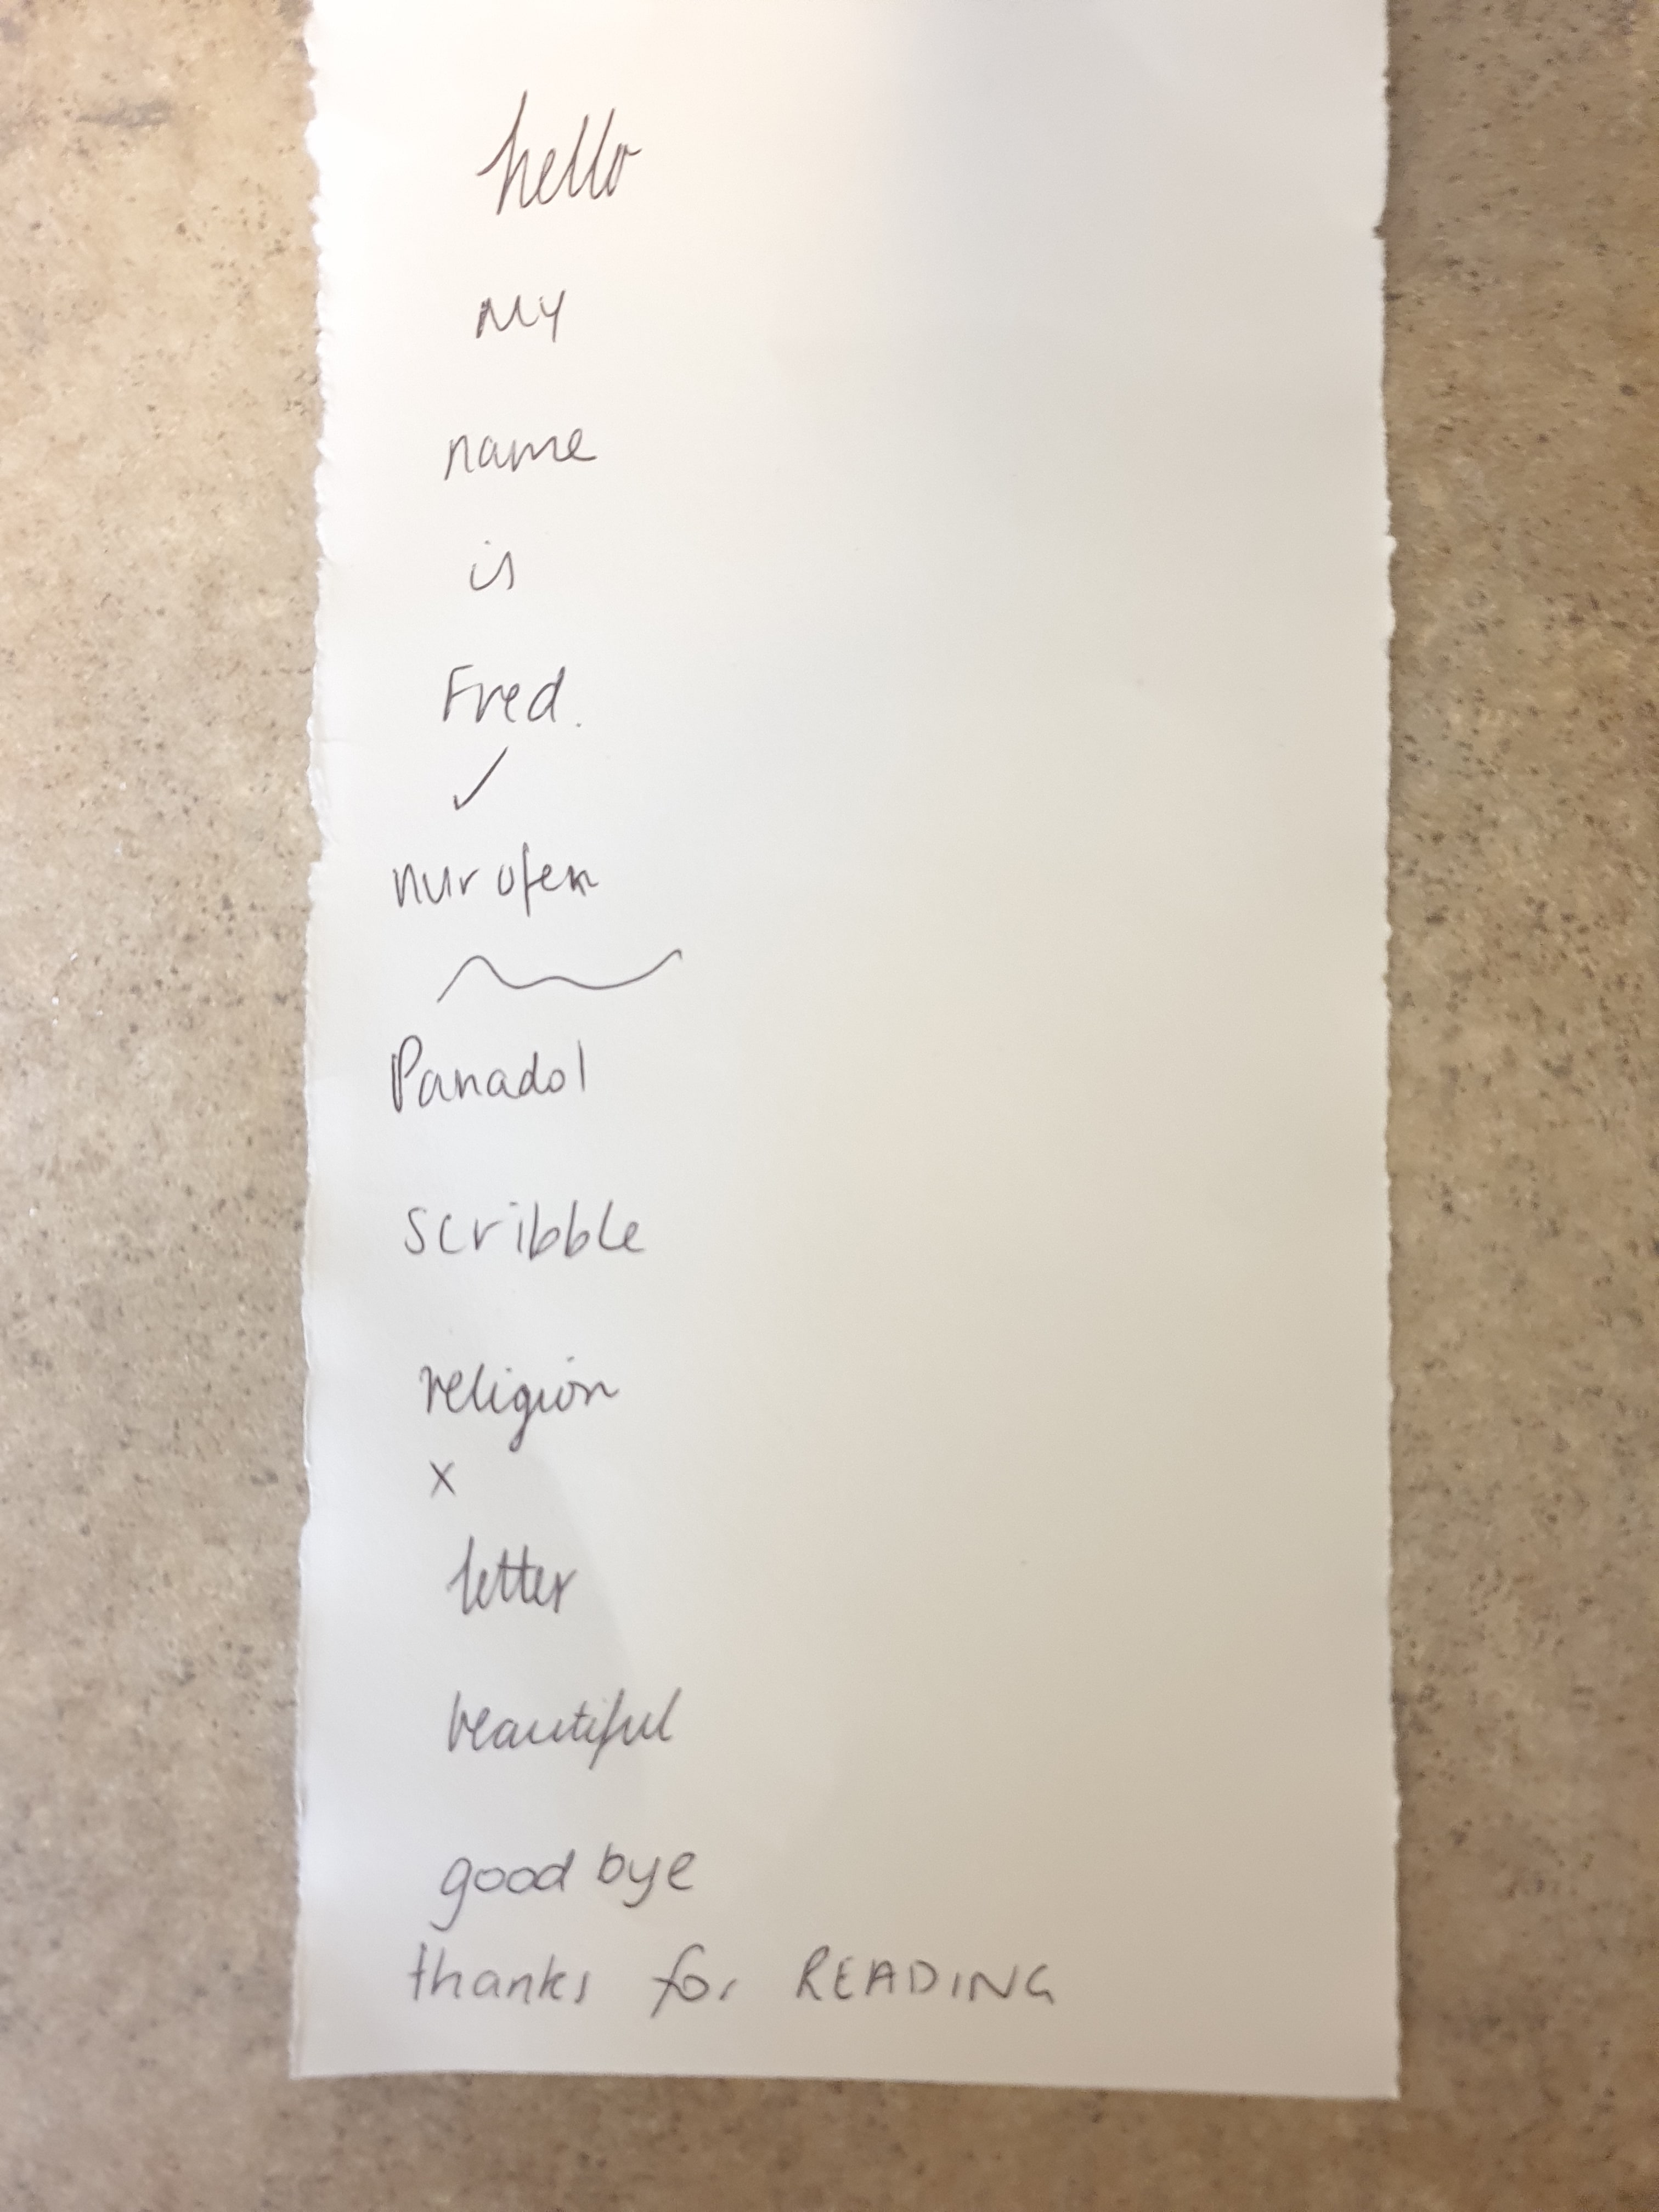 hello
my
name
is
Fred.
✓
nurofen
Panadol
scribble
religion
x
letter
beautiful
good bye
thanks for READING